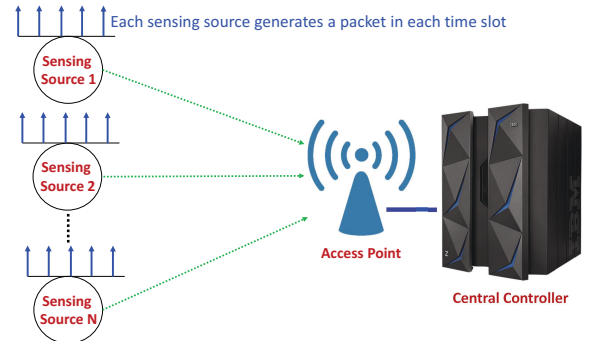 Each sensing source generates a packet in each time slot
Sensing
Source 1
Sensing
Source 2
Access Point
Sensing
Source N
Central Controller
Z